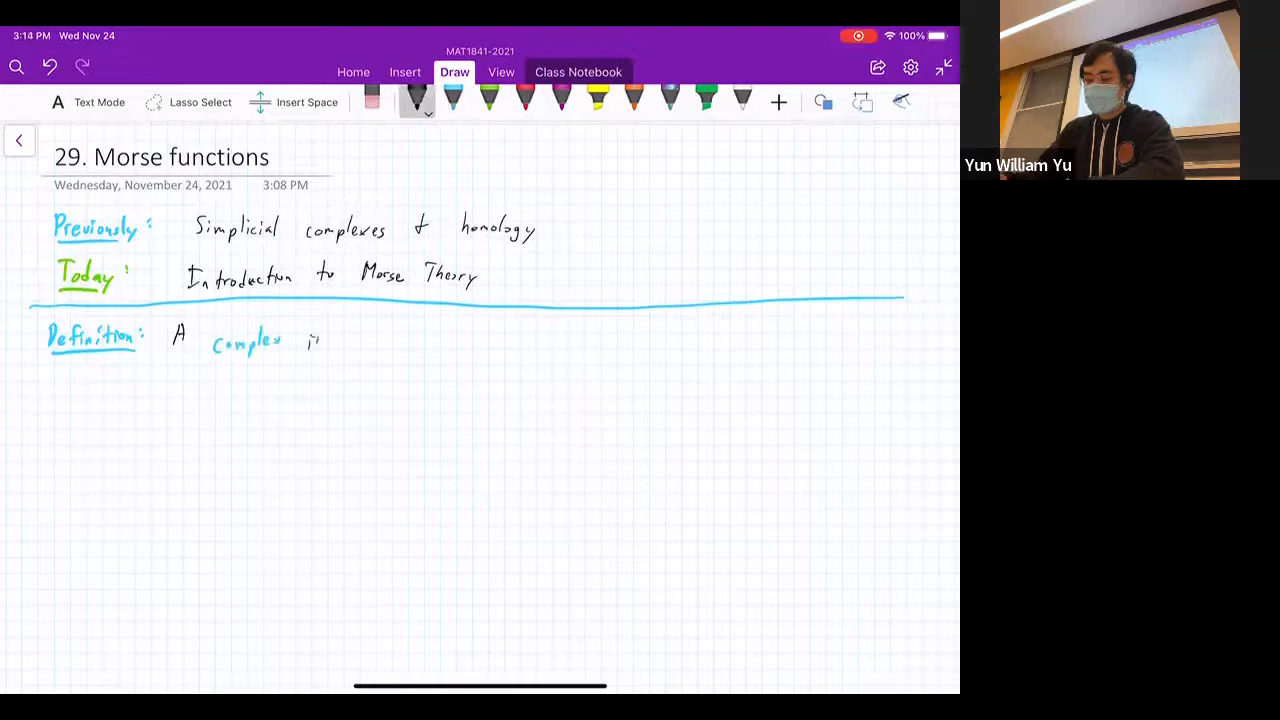 3:14 PM Wed Nov 24
100%
MAT1841-2021
Home Insert Draw View Class Notebook
A Text Mode Lasso Select Insert Space
Yun William Yu
29. Morse functions
Wednesday, November 24, 2021 3:08 PM
Previously: Simplicial complexes + homology
Today: Introduction to Morse Theory
Definition: A complex